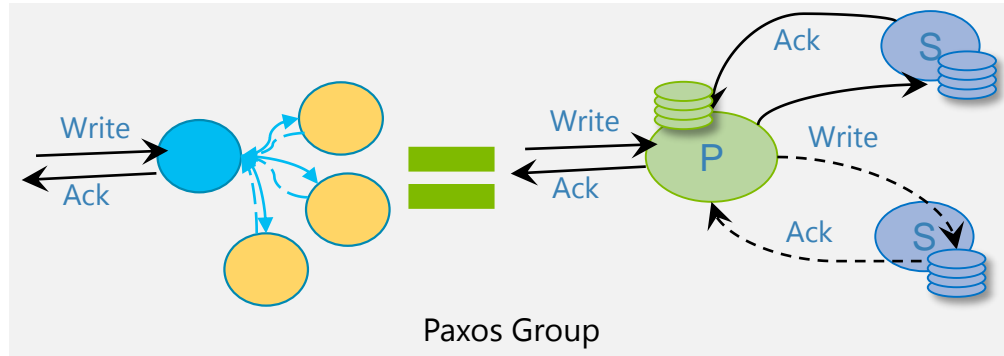 Write
Ack
Write
Ack
P
Ack
S
Write
Ack
S
Paxos Group